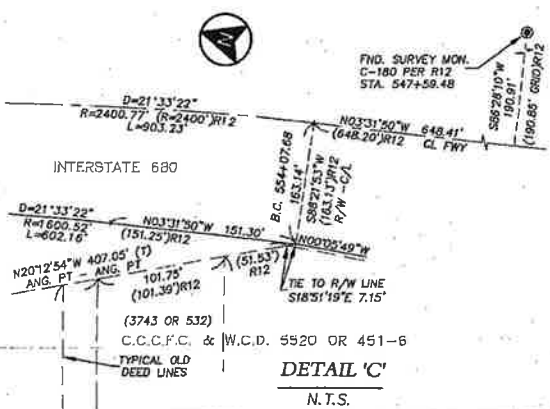 FND. SURVEY MON.
C-180 PER R12
STA. 547+59.48
S86°28'10"W
190.91'
(190.85' GRID)R12
D=21°33'22"
R=2400.77' (R=2400')R12
L=903.23'
N03°31'50"W 648.41'
(648.20')R12 CL FWY
B.C. 554+07.68
163.14'
S88°21'53"W
(163.13')R12
R/W -C/L
INTERSTATE 680
D=21°33'22"
R=1600.52'
L=602.16'
N03°31'50"W 151.30'
(151.25')R12
N00°05'49"W
N20°12'54"W 407.05' (T)
ANG. PT - ANG. PT
101.75'
(101.39')R12
(51.53')
R12
TIE TO R/W LINE
S18°51'19"E 7.15'
(3743 OR 532)
C.C.C.F.C. & W.C.D. 5520 OR 451-6
TYPICAL OLD
DEED LINES
DETAIL 'C'
N.T.S.